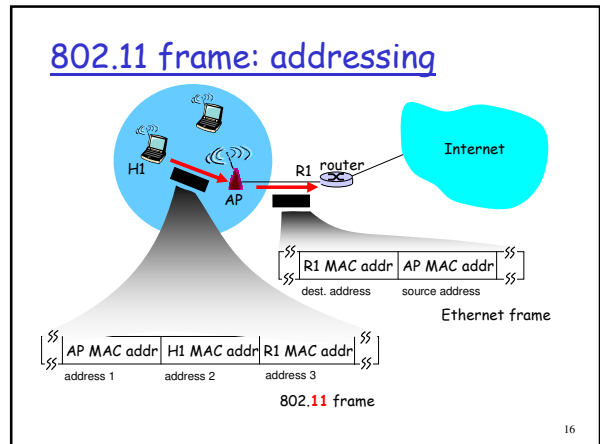 802.11 frame: addressing
Internet
R1 router
H1
AP
R1 MAC addr AP MAC addr
dest. address source address
Ethernet frame
AP MAC addr H1 MAC addr R1 MAC addr
address 1 address 2 address 3
802.11 frame
16